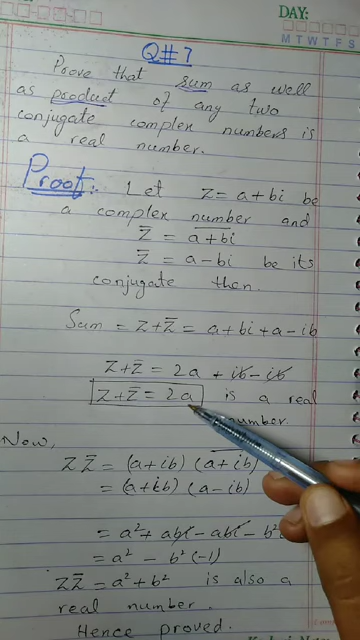 DAY:
M T W T F S
Q#7
Prove that sum as well
as product of any two
conjugate complex numbers is
a real number.
Proof:- Let z = a + bi be
a complex number and
z̅ = \overline{a + bi}
z̅ = a - bi be its
conjugate then.
Sum = z + z̅ = a + bi + a - ib
z + z̅ = 2a + ib - ib
z + z̅ = 2a is a real
number.
Now,
z z̅ = (a + ib) (\overline{a + ib})
= (a + ib) (a - ib)
= a² + abi - abi - b²
= a² - b² (-1)
z z̅ = a² + b² is also a
real number.
Hence proved.